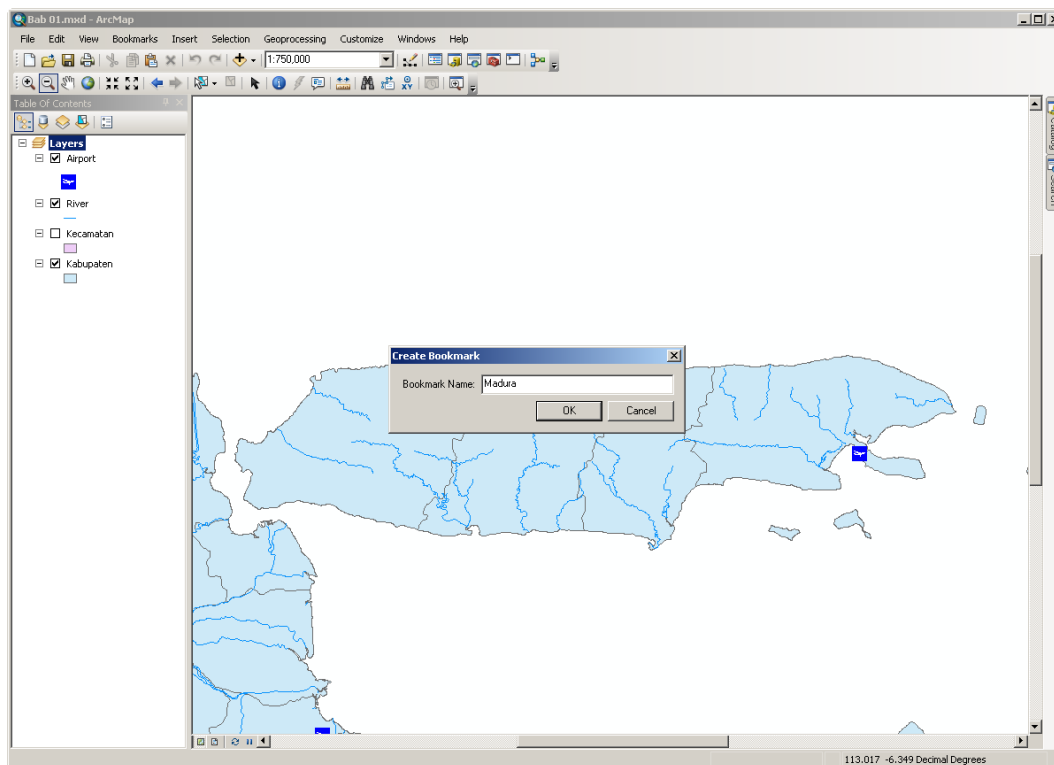 Bab 01.mxd - ArcMap
File Edit View Bookmarks Insert Selection Geoprocessing Customize Windows Help
1:750,000
Table Of Contents
Layers
Airport
River
Kecamatan
Kabupaten
Create Bookmark
Bookmark Name: Madura
OK Cancel
Catalog
Search
113.017 -6.349 Decimal Degrees